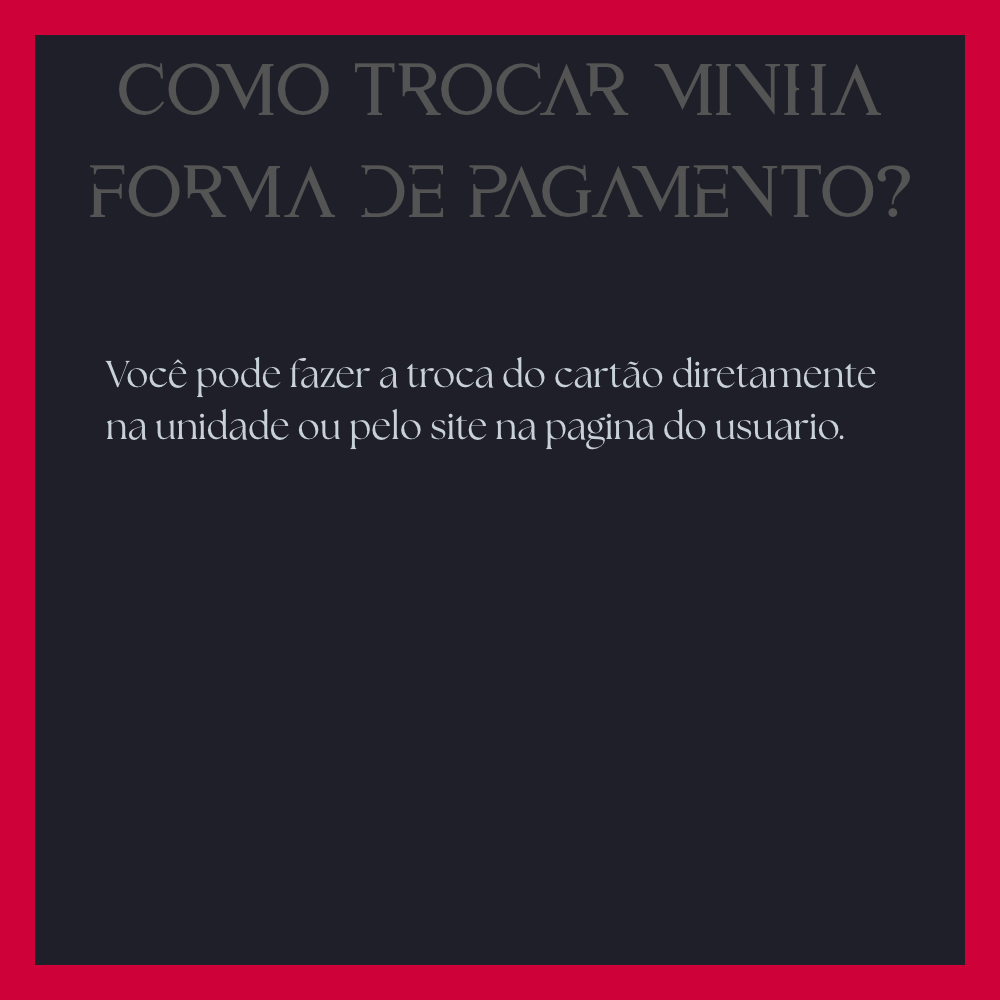 COMO TROCAR MINHA
FORMA DE PAGAMENTO?
Você pode fazer a troca do cartão diretamente
na unidade ou pelo site na pagina do usuario.